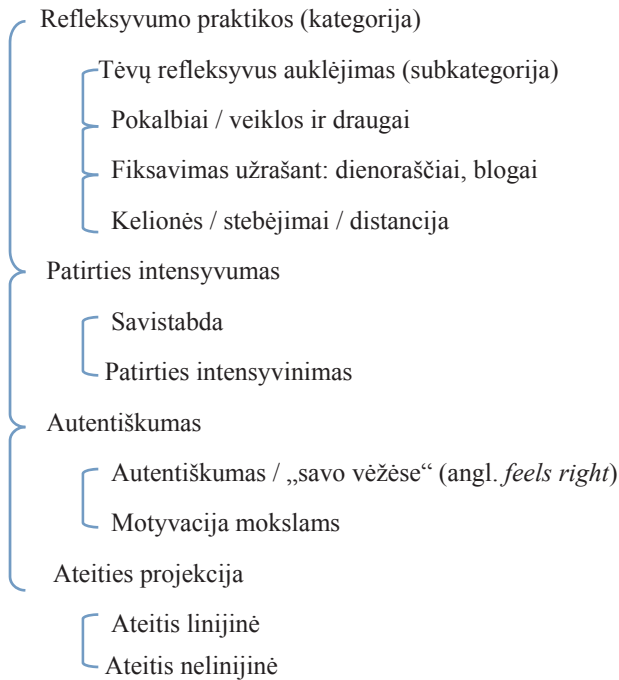 Refleksyvumo praktikos (kategorija)
Tėvų refleksyvus auklėjimas (subkategorija)
Pokalbiai / veiklos ir draugai
Fiksavimas užrašant: dienoraščiai, blogai
Kelionės / stebėjimai / distancija
Patirties intensyvumas
Savistabda
Patirties intensyvinimas
Autentiškumas
Autentiškumas / „savo vėžėse“ (angl. feels right)
Motyvacija mokslams
Ateities projekcija
Ateitis linijinė
Ateitis nelinijinė